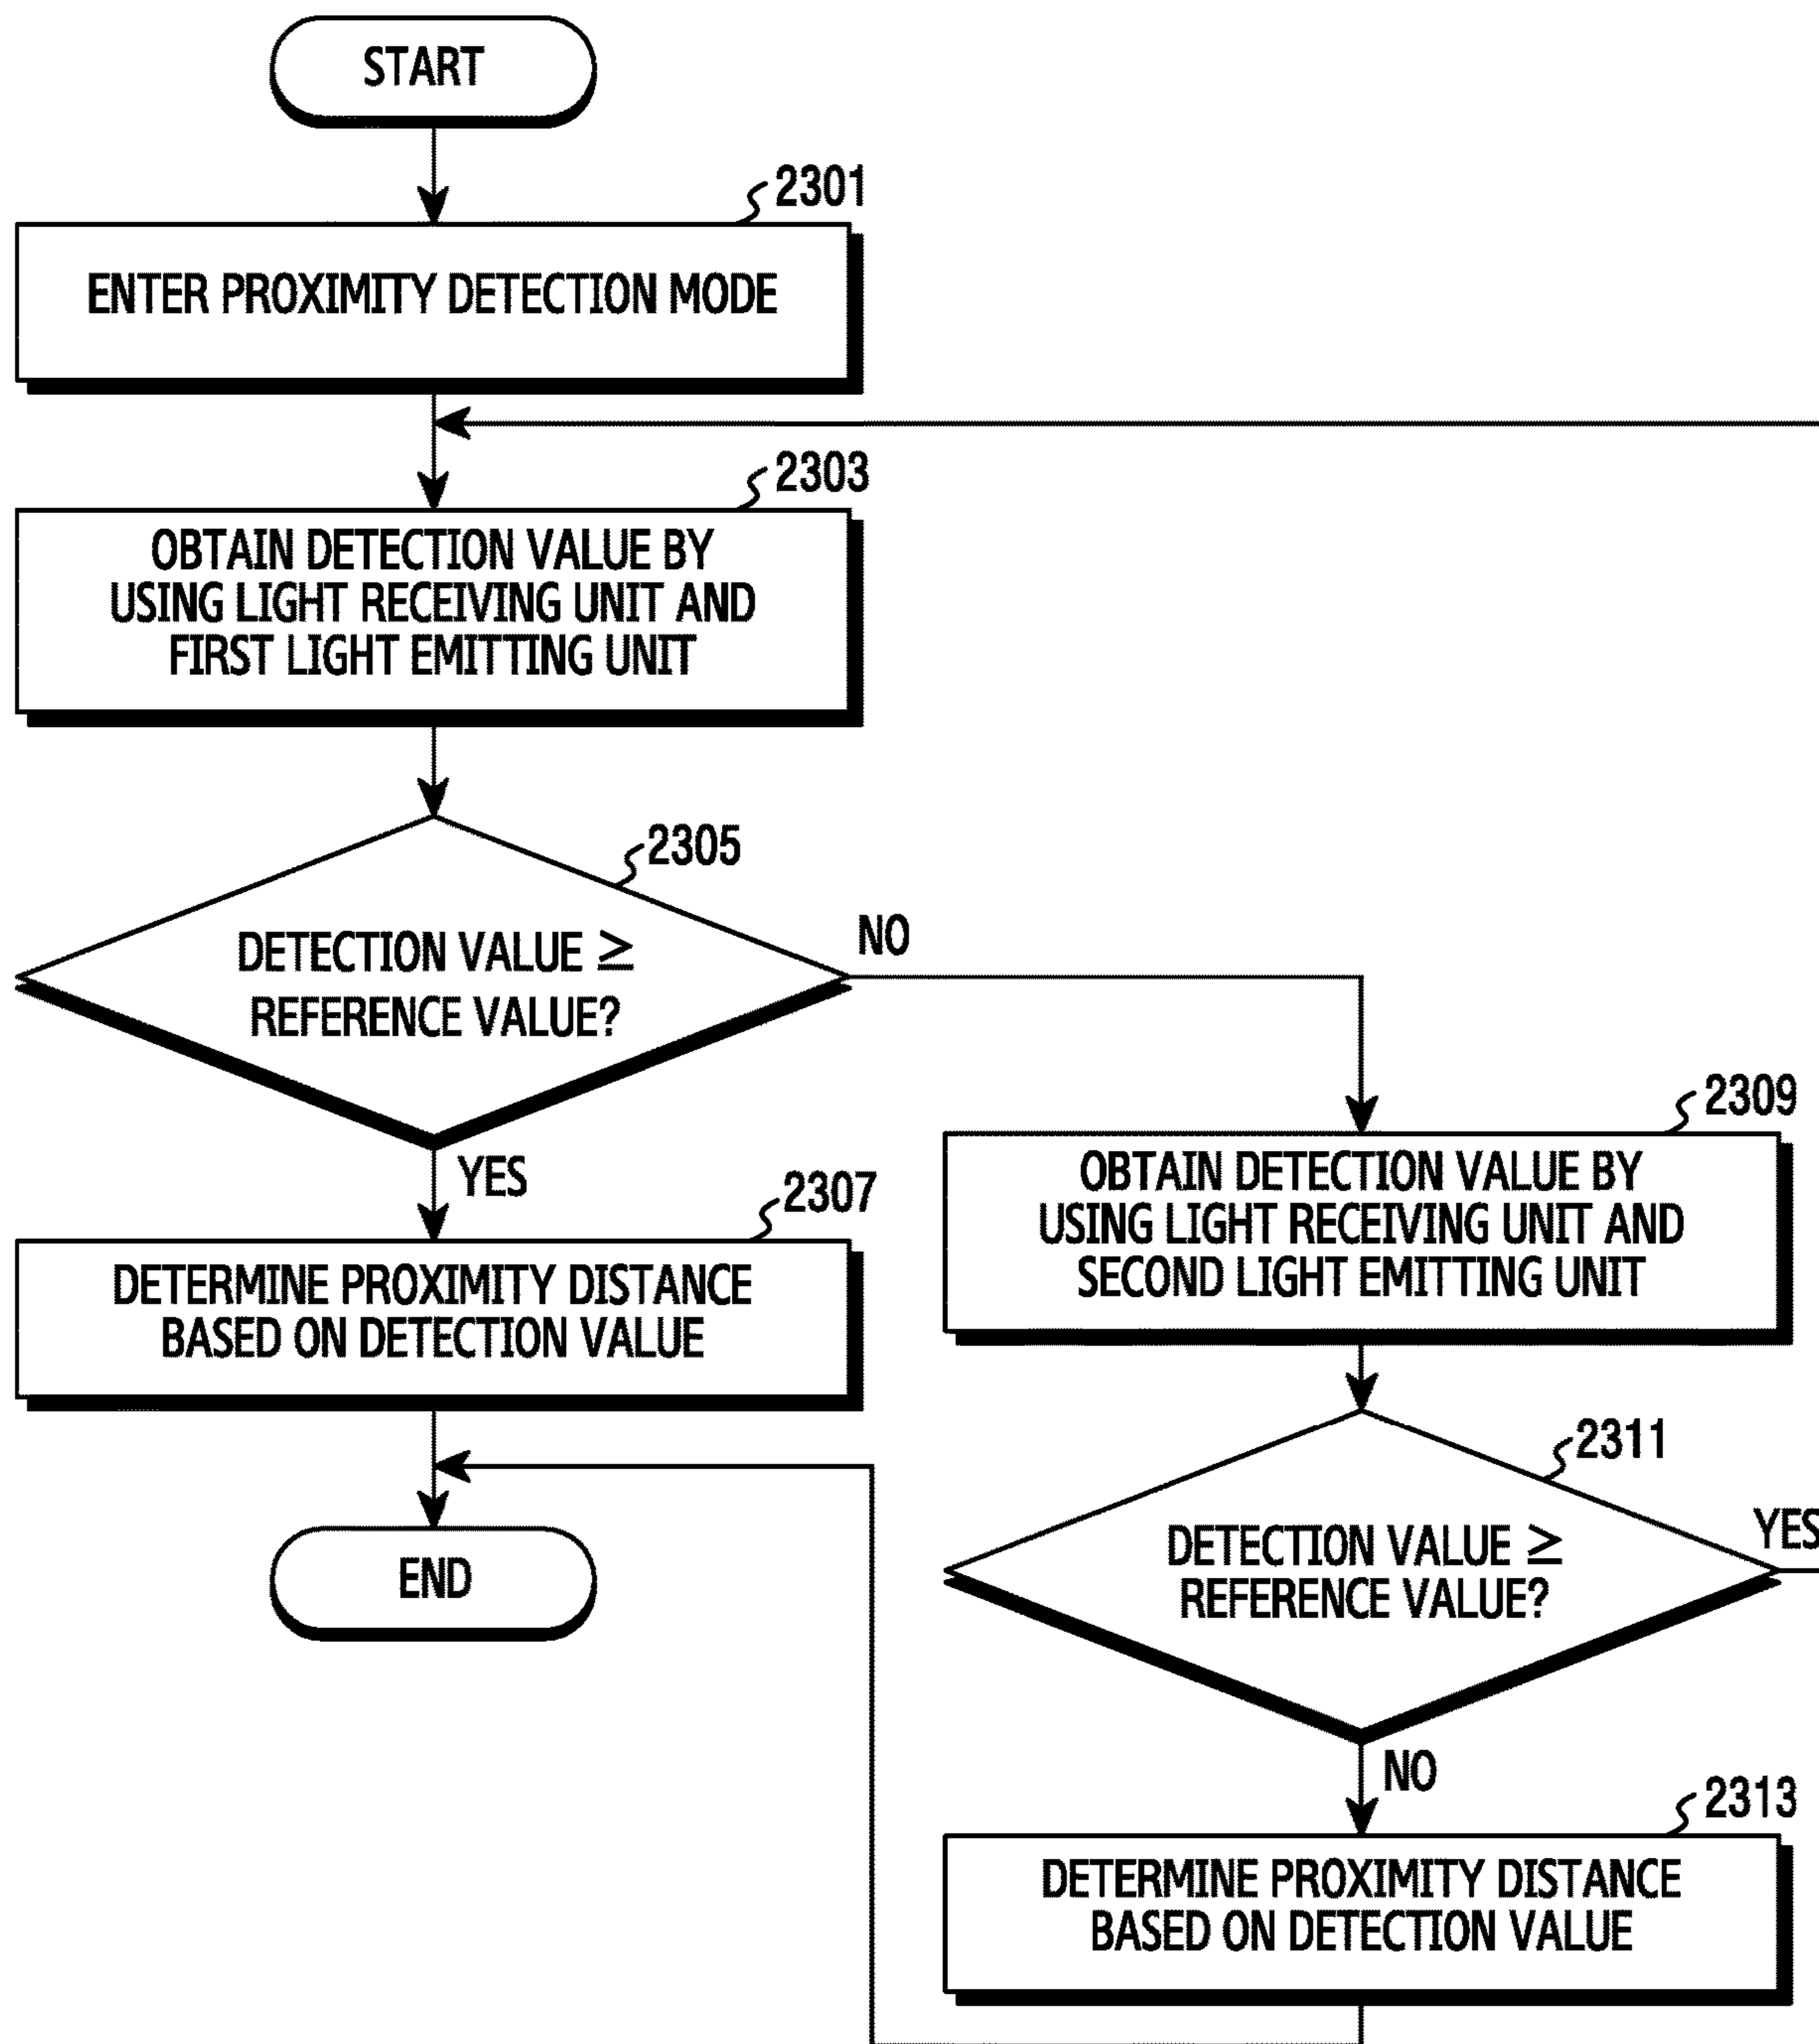 START
2301
ENTER PROXIMITY DETECTION MODE
2303
OBTAIN DETECTION VALUE BY
USING LIGHT RECEIVING UNIT AND
FIRST LIGHT EMITTING UNIT
2305
DETECTION VALUE ≥
REFERENCE VALUE?
NO
YES
2307
DETERMINE PROXIMITY DISTANCE
BASED ON DETECTION VALUE
END
2309
OBTAIN DETECTION VALUE BY
USING LIGHT RECEIVING UNIT AND
SECOND LIGHT EMITTING UNIT
2311
DETECTION VALUE ≥
REFERENCE VALUE?
YES
NO
2313
DETERMINE PROXIMITY DISTANCE
BASED ON DETECTION VALUE